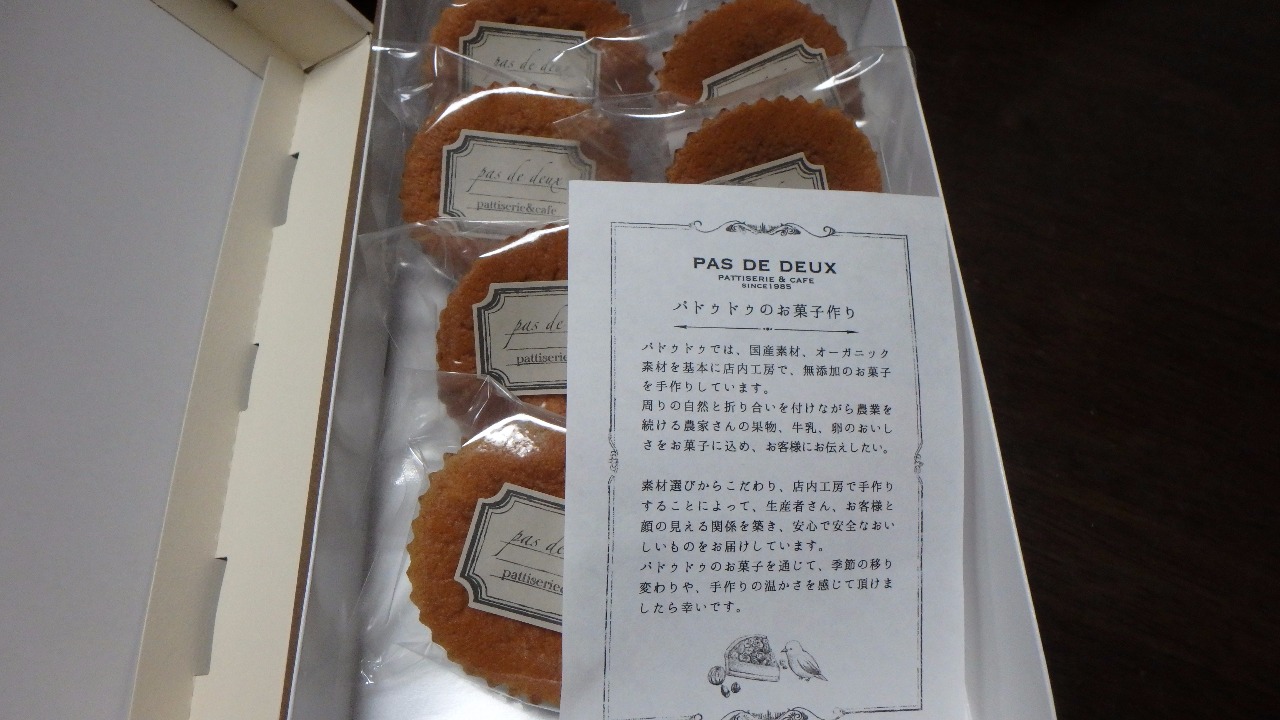 pas de deux
pas de deux
pattiserie&cafe
pas de
pattiserie
pas de
pattiserie&
PAS DE DEUX
PATTISERIE & CAFE
SINCE1985
パドゥドゥのお菓子作り
パドゥドゥでは、国産素材、オーガニック
素材を基本に店内工房で、無添加のお菓子
を手作りしています。
周りの自然と折り合いを付けながら農業を
続ける農家さんの果物、牛乳、卵のおいし
さをお菓子に込め、お客様にお伝えしたい。
素材選びからこだわり、店内工房で手作り
することによって、生産者さん、お客様と
顔の見える関係を築き、安心で安全なおい
しいものをお届けしています。
パドゥドゥのお菓子を通じて、季節の移り
変わりや、手作りの温かさを感じて頂けま
したら幸いです。